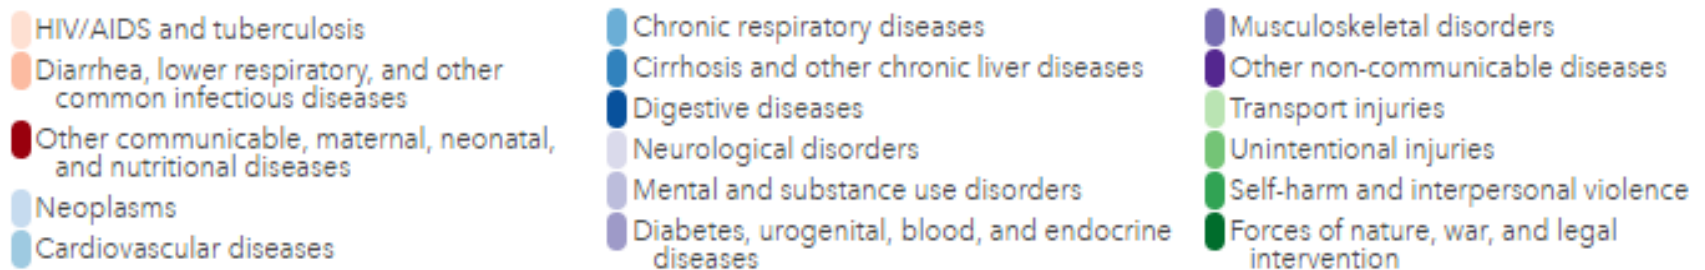 HIV/AIDS and tuberculosis
Diarrhea, lower respiratory, and other
common infectious diseases
Other communicable, maternal, neonatal,
and nutritional diseases
Neoplasms
Cardiovascular diseases
Chronic respiratory diseases
Cirrhosis and other chronic liver diseases
Digestive diseases
Neurological disorders
Mental and substance use disorders
Diabetes, urogenital, blood, and endocrine
diseases
Musculoskeletal disorders
Other non-communicable diseases
Transport injuries
Unintentional injuries
Self-harm and interpersonal violence
Forces of nature, war, and legal
intervention